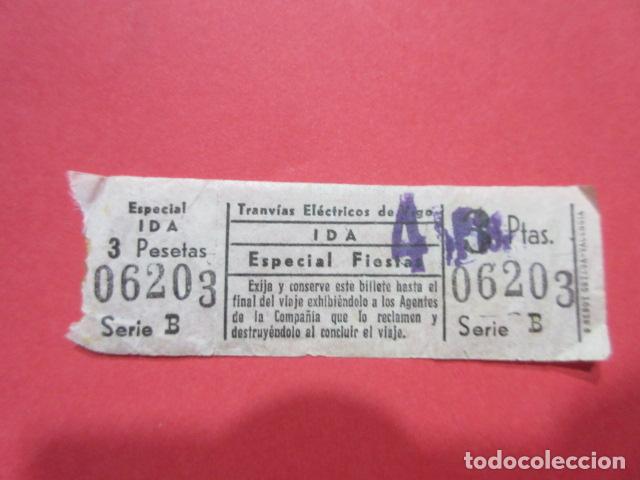 Especial
IDA
3 Pesetas
06203
Serie B
Tranvías Eléctricos de Vigo
IDA
Especial Fiestas
Exija y conserve este billete hasta el
final del viaje exhibiéndolo a los Agentes
de la Compañía que lo reclamen y
destruyéndolo al concluir el viaje.
4
3 Ptas.
06203
Serie B
VALENCIA
todocoleccion.net